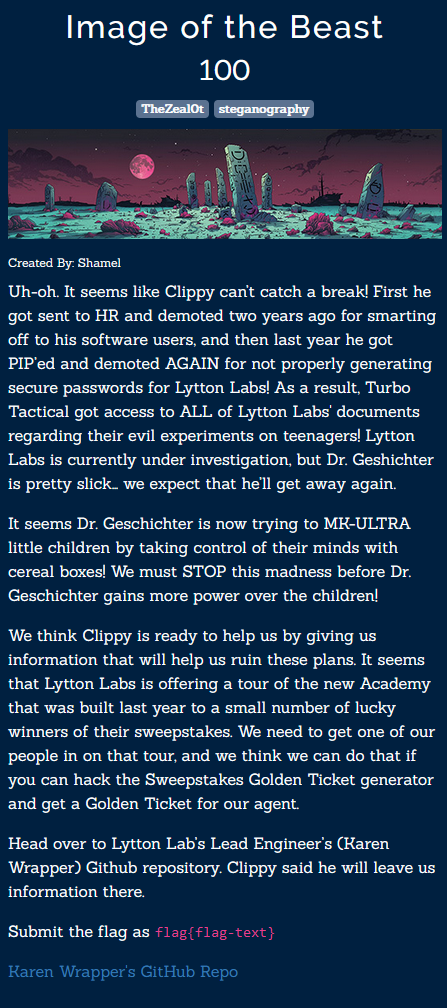 Image of the Beast
100
TheZeal0t steganography
Created By: Shamel
Uh-oh. It seems like Clippy can't catch a break! First he
got sent to HR and demoted two years ago for smarting
off to his software users, and then last year he got
PIP'ed and demoted AGAIN for not properly generating
secure passwords for Lytton Labs! As a result, Turbo
Tactical got access to ALL of Lytton Labs' documents
regarding their evil experiments on teenagers! Lytton
Labs is currently under investigation, but Dr. Geshichter
is pretty slick... we expect that he'll get away again.
It seems Dr. Geschichter is now trying to MK-ULTRA
little children by taking control of their minds with
cereal boxes! We must STOP this madness before Dr.
Geschichter gains more power over the children!
We think Clippy is ready to help us by giving us
information that will help us ruin these plans. It seems
that Lytton Labs is offering a tour of the new Academy
that was built last year to a small number of lucky
winners of their sweepstakes. We need to get one of our
people in on that tour, and we think we can do that if
you can hack the Sweepstakes Golden Ticket generator
and get a Golden Ticket for our agent.
Head over to Lytton Lab's Lead Engineer's (Karen
Wrapper) Github repository. Clippy said he will leave us
information there.
Submit the flag as flag{flag-text}
Karen Wrapper's GitHub Repo